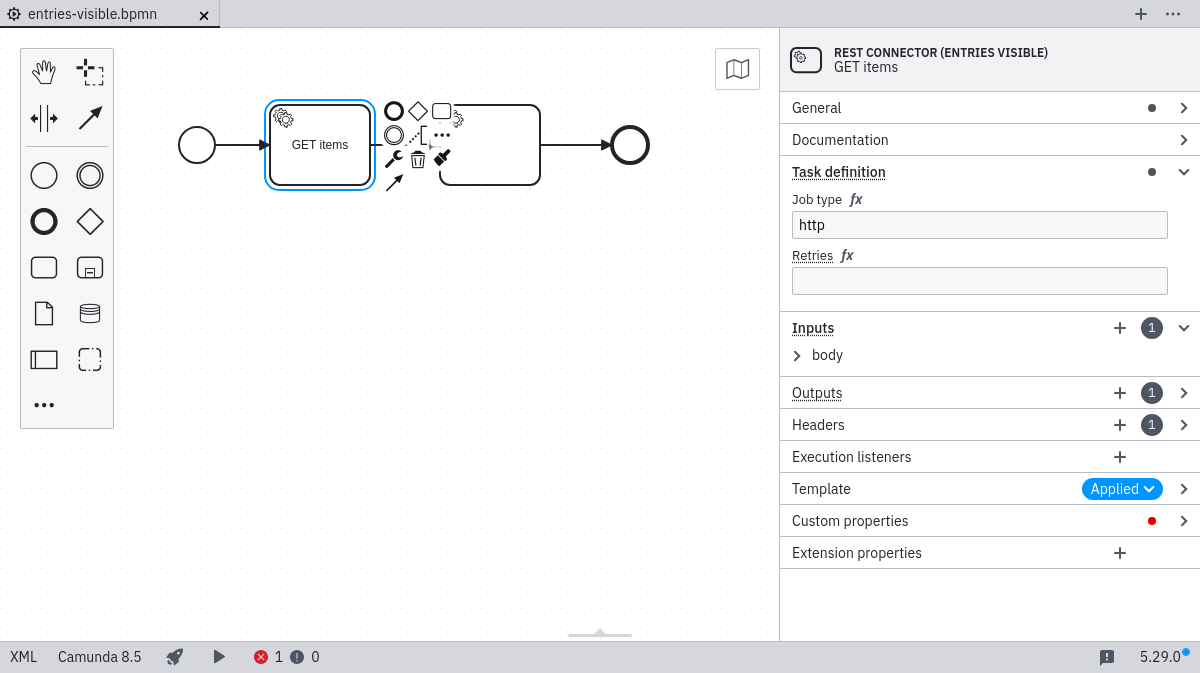 entries-visible.bpmn
GET items
REST CONNECTOR (ENTRIES VISIBLE)
GET items
General
Documentation
Task definition
Job type fx
http
Retries fx
Inputs 1
body
Outputs 1
Headers 1
Execution listeners
Template Applied
Custom properties
Extension properties
XML Camunda 8.5 1 0 5.29.0